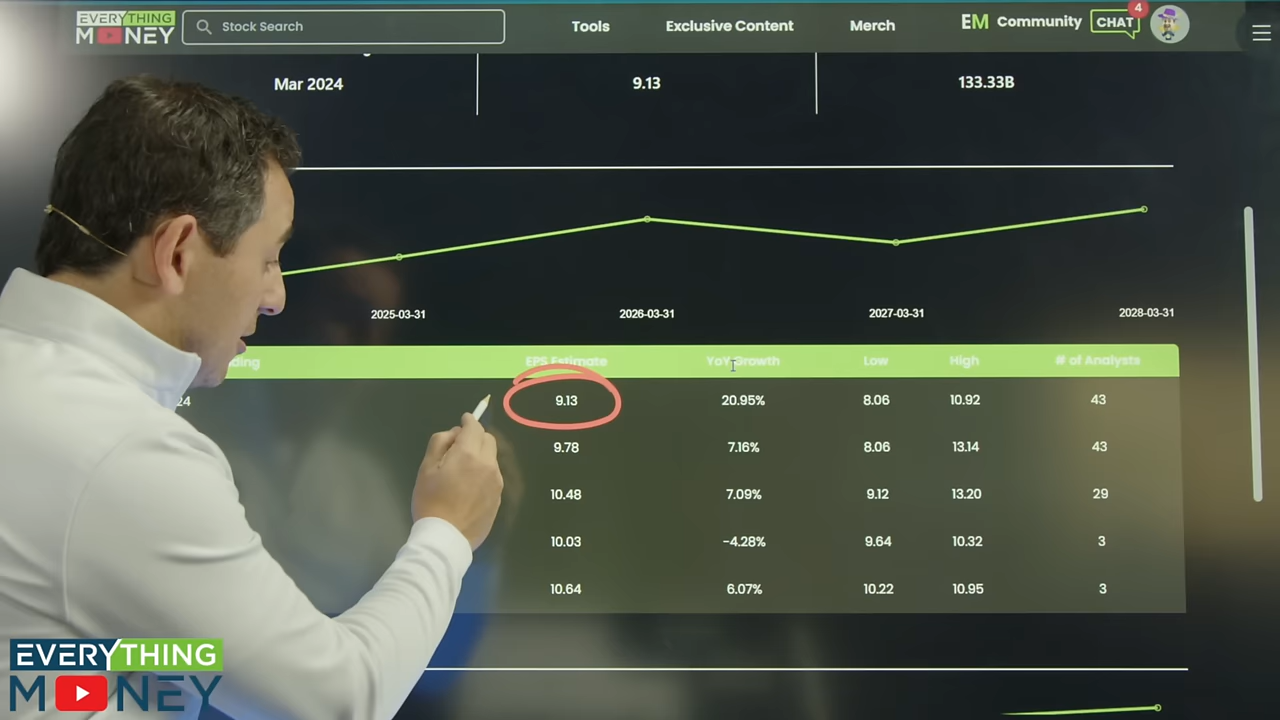 EVERYTHING
MONEY
Stock Search
Tools
Exclusive Content
Merch
EM Community
CHAT
4
Mar 2024
9.13
133.33B
2025-03-31
2026-03-31
2027-03-31
2028-03-31
EPS Estimate YoY Growth Low High # of Analysts
24 9.13 20.95% 8.06 10.92 43
9.78 7.16% 8.06 13.14 43
10.48 7.09% 9.12 13.20 29
10.03 -4.28% 9.64 10.32 3
10.64 6.07% 10.22 10.95 3
EVERYTHING
MONEY